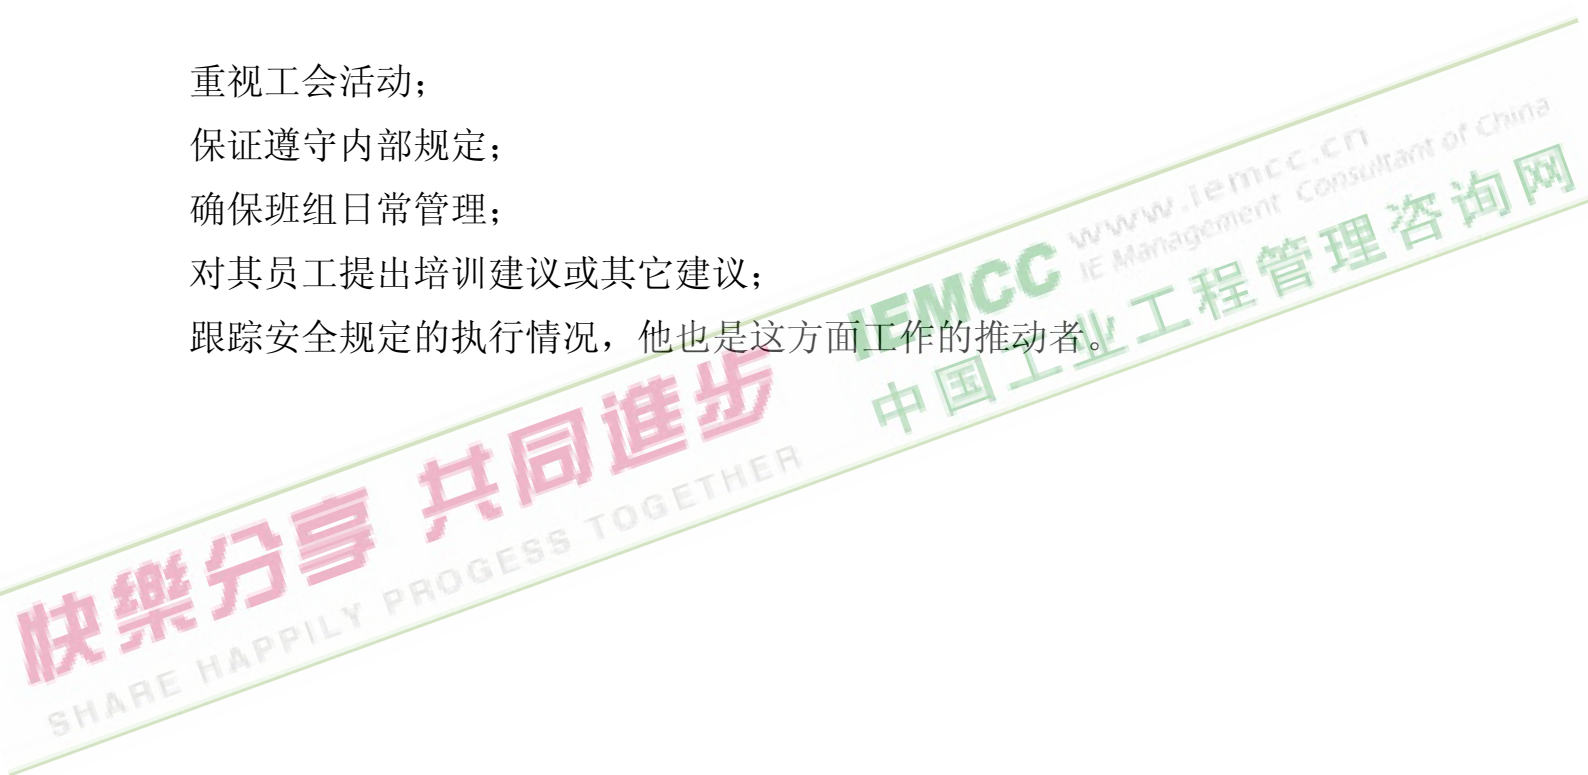 重视工会活动；
保证遵守内部规定；
确保班组日常管理；
对其员工提出培训建议或其它建议；
跟踪安全规定的执行情况，他也是这方面工作的推动者。
IEMCC www.iemcc.cn
IE Management Consultant of China
中国工业工程管理咨询网
快樂分享 共同進步
SHARE HAPPILY PROGESS TOGETHER